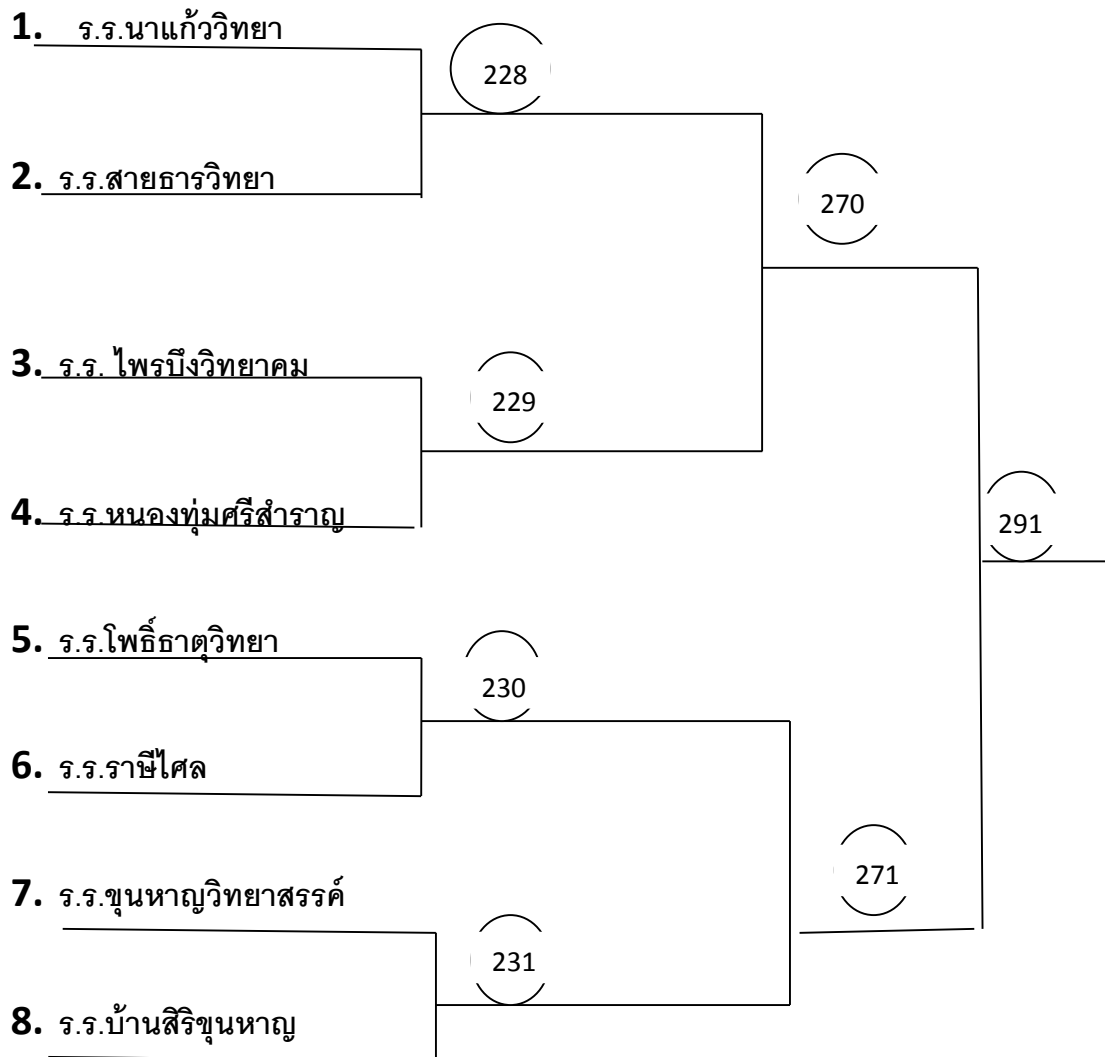 1. ร.ร.นาแก้ววิทยา
228
2. ร.ร.สายธารวิทยา
270
3. ร.ร. ไพรบึงวิทยาคม
229
4. ร.ร.หนองทุ่มศรีสำราญ
291
5. ร.ร.โพธิ์ธาตุวิทยา
230
6. ร.ร.ราษีไศล
271
7. ร.ร.ขุนหาญวิทยาสรรค์
231
8. ร.ร.บ้านสิริขุนหาญ